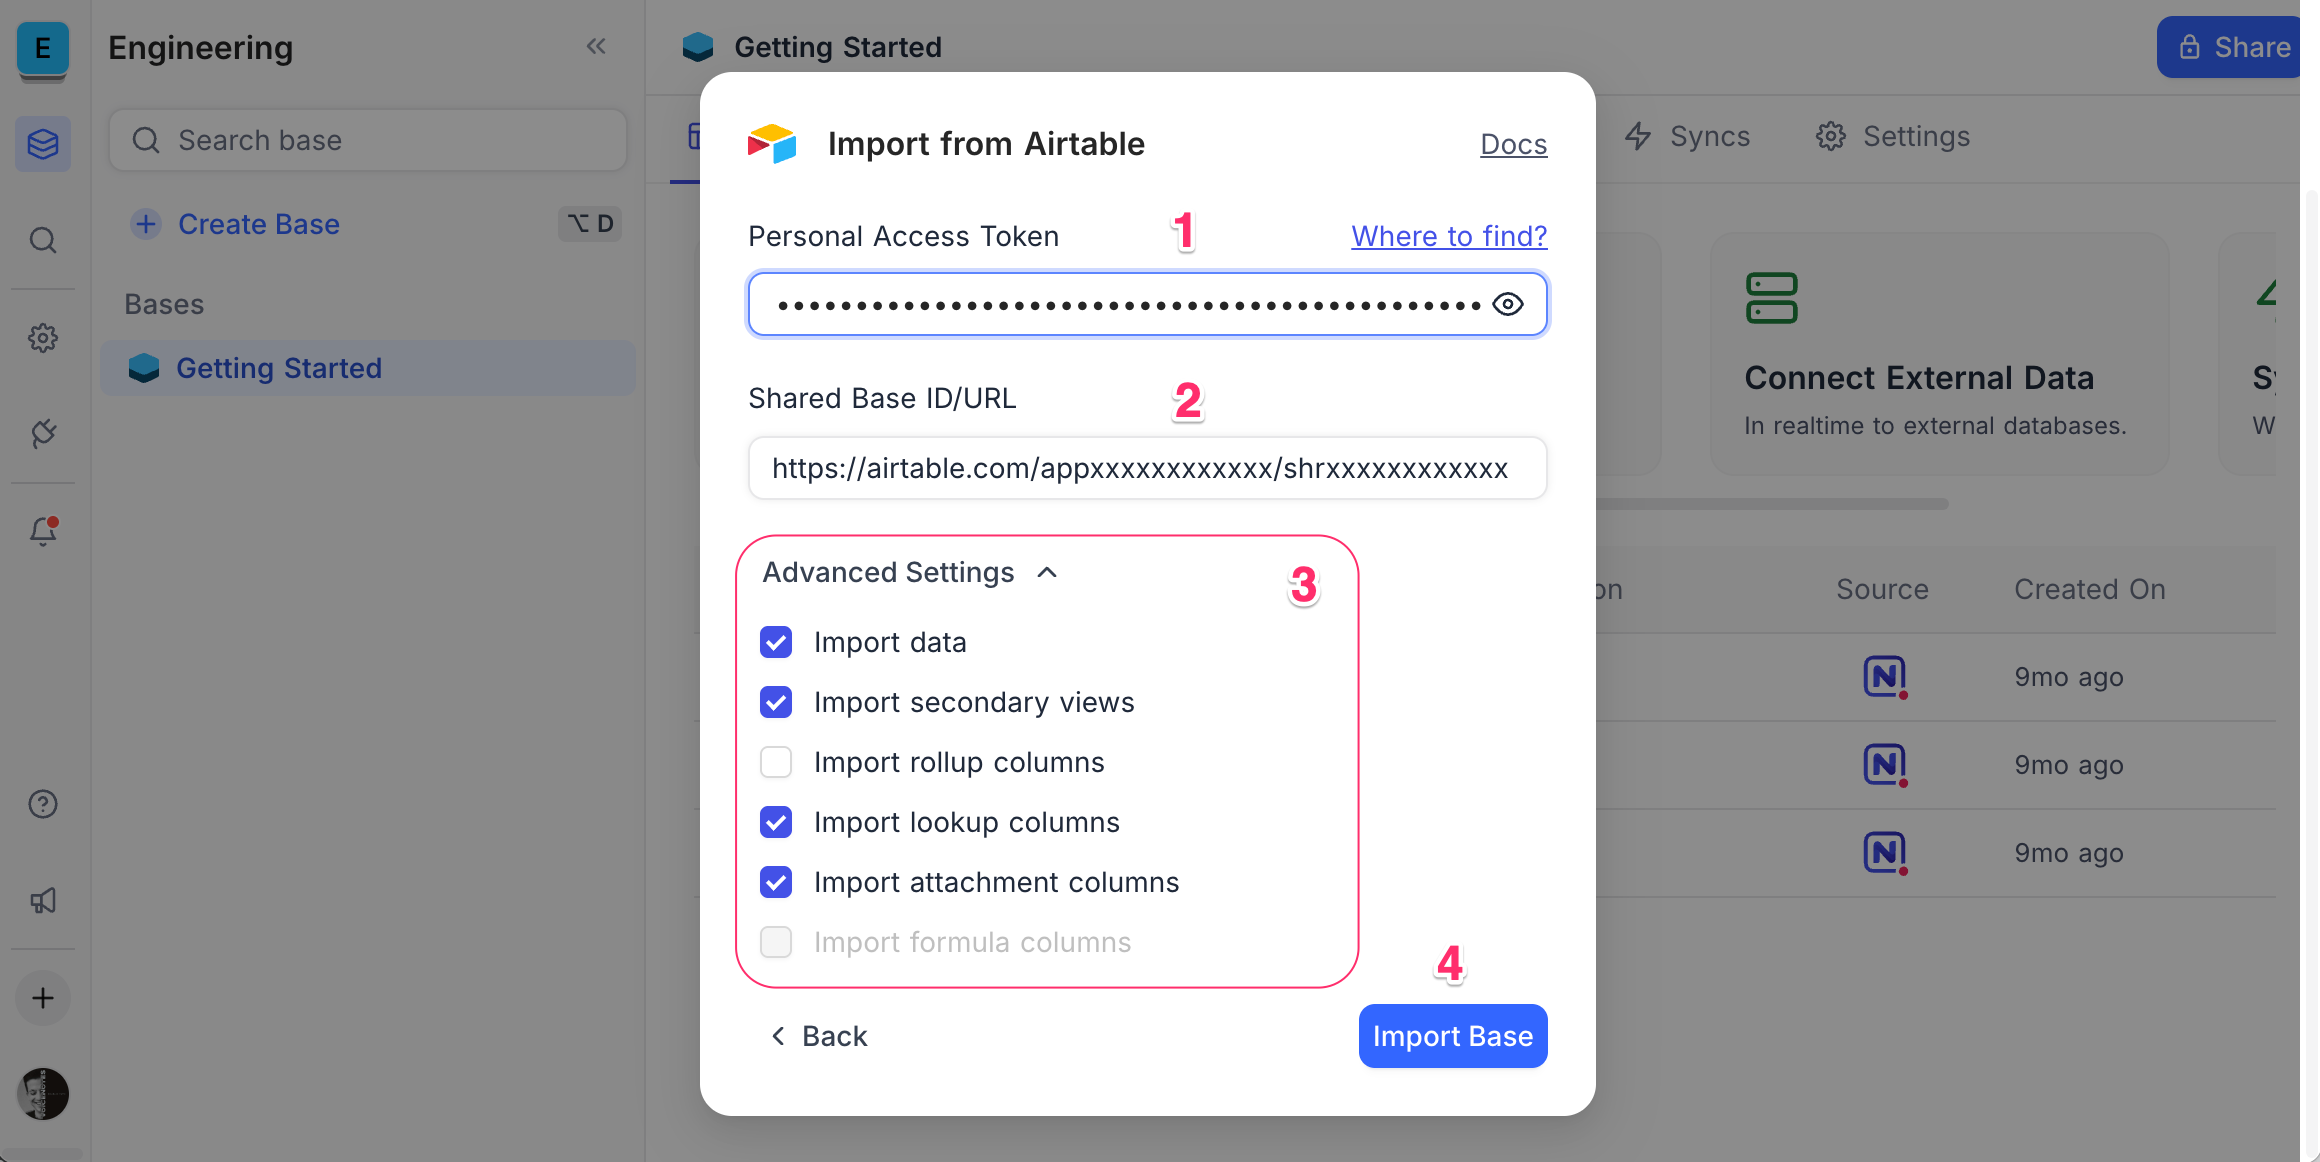 E
Engineering
Search base
Create Base
⌥ D
Bases
Getting Started
Getting Started
Share
Syncs
Settings
Connect External Data
In realtime to external databases.
Source
Created On
9mo ago
9mo ago
9mo ago
Import from Airtable
Docs
Personal Access Token
1
Where to find?
Shared Base ID/URL
2
https://airtable.com/appxxxxxxxxxxxx/shrxxxxxxxxxxxx
Advanced Settings
3
Import data
Import secondary views
Import rollup columns
Import lookup columns
Import attachment columns
Import formula columns
4
Back
Import Base